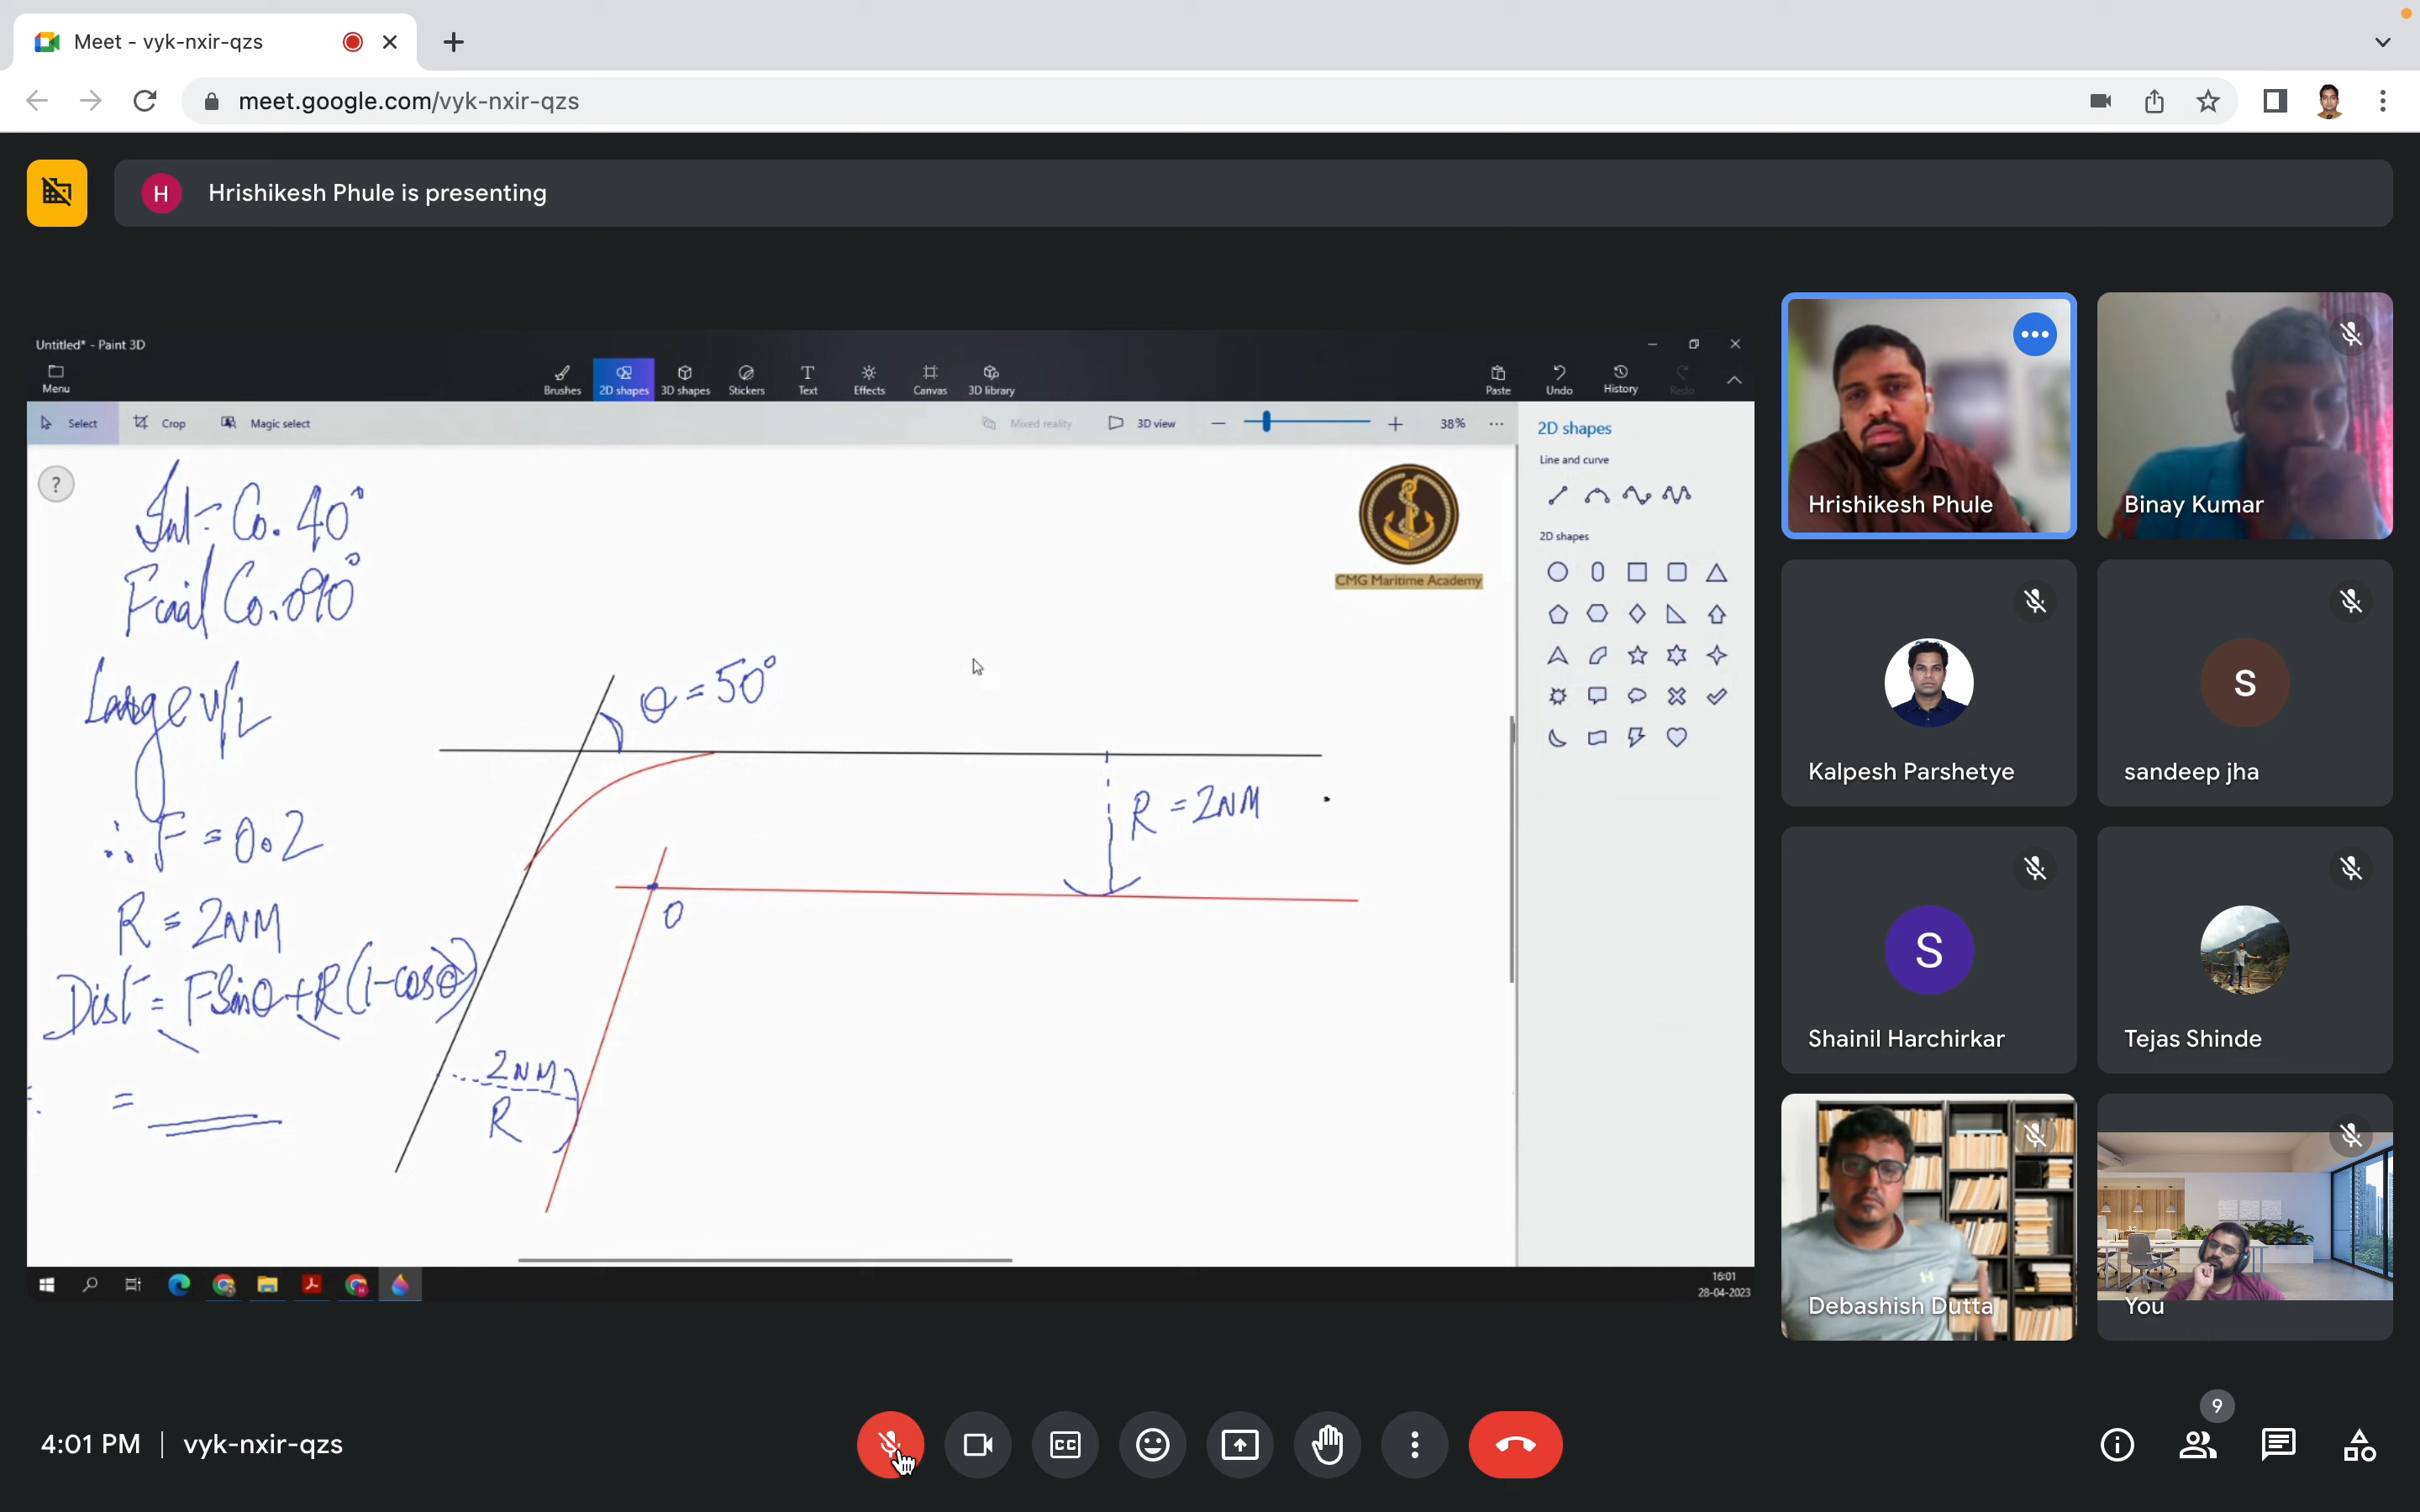 Meet - vyk-nxir-qzs
meet.google.com/vyk-nxir-qzs
H Hrishikesh Phule is presenting
Untitled* - Paint 3D
Menu
Brushes 2D shapes 3D shapes Stickers Text Effects Canvas 3D library Paste Undo History Redo
Select Crop Magic select Mixed reality 3D view 38%
2D shapes
Line and curve
2D shapes
?
Co. 40°
Co. 090°
Large v/L
∴ F = 0.2
R = 2NM
Dist = FSinθ + R(1-cosθ)
=
θ = 50°
R = 2NM
O
2NM
R
CMG Maritime Academy
16:01
28-04-2023
Hrishikesh Phule
Binay Kumar
Kalpesh Parshetye
S
sandeep jha
S
Shainil Harchirkar
Tejas Shinde
Debashish Dutta
You
4:01 PM | vyk-nxir-qzs
CC
9